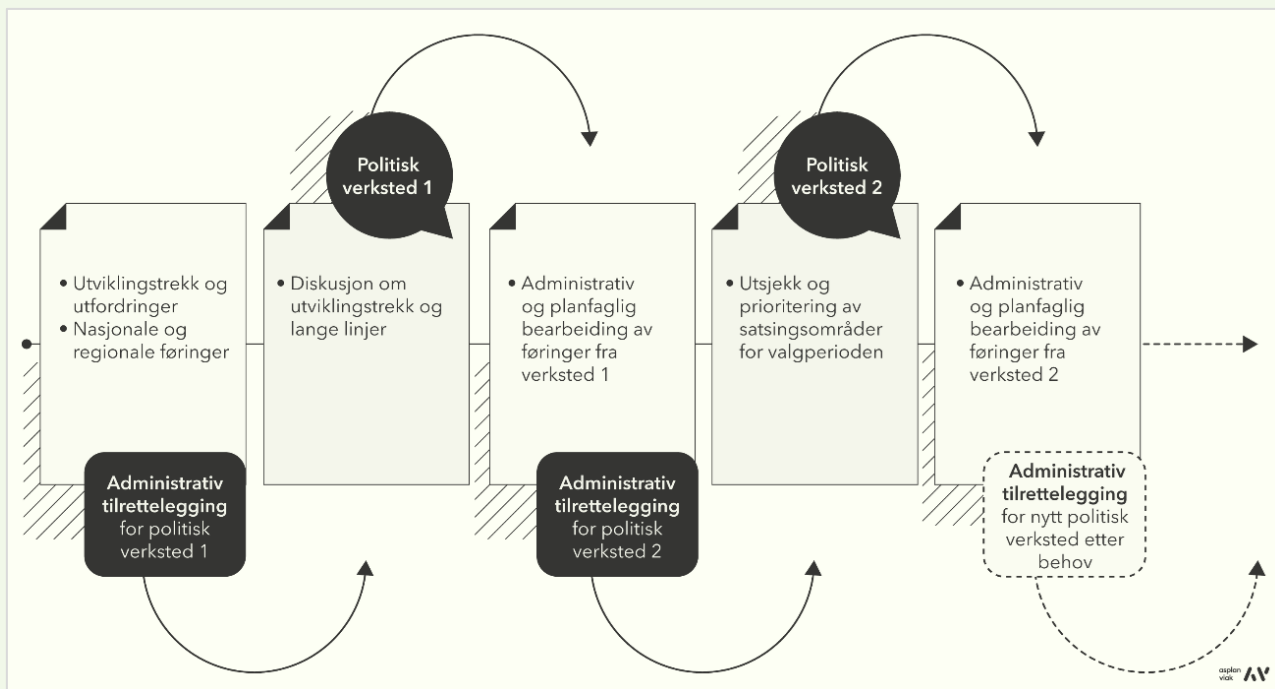 Politisk
verksted 1
Politisk
verksted 2
• Utviklingstrekk og
utfordringer
• Nasjonale og
regionale føringer
• Diskusjon om
utviklingstrekk og
lange linjer
• Administrativ
og planfaglig
bearbeiding av
føringer fra
verksted 1
• Utsjekk og
prioritering av
satsingsområder
for valgperioden
• Administrativ
og planfaglig
bearbeiding av
føringer fra
verksted 2
Administrativ
tilrettelegging
for politisk
verksted 1
Administrativ
tilrettelegging
for politisk
verksted 2
Administrativ
tilrettelegging
for nytt politisk
verksted etter
behov
asplan
viak